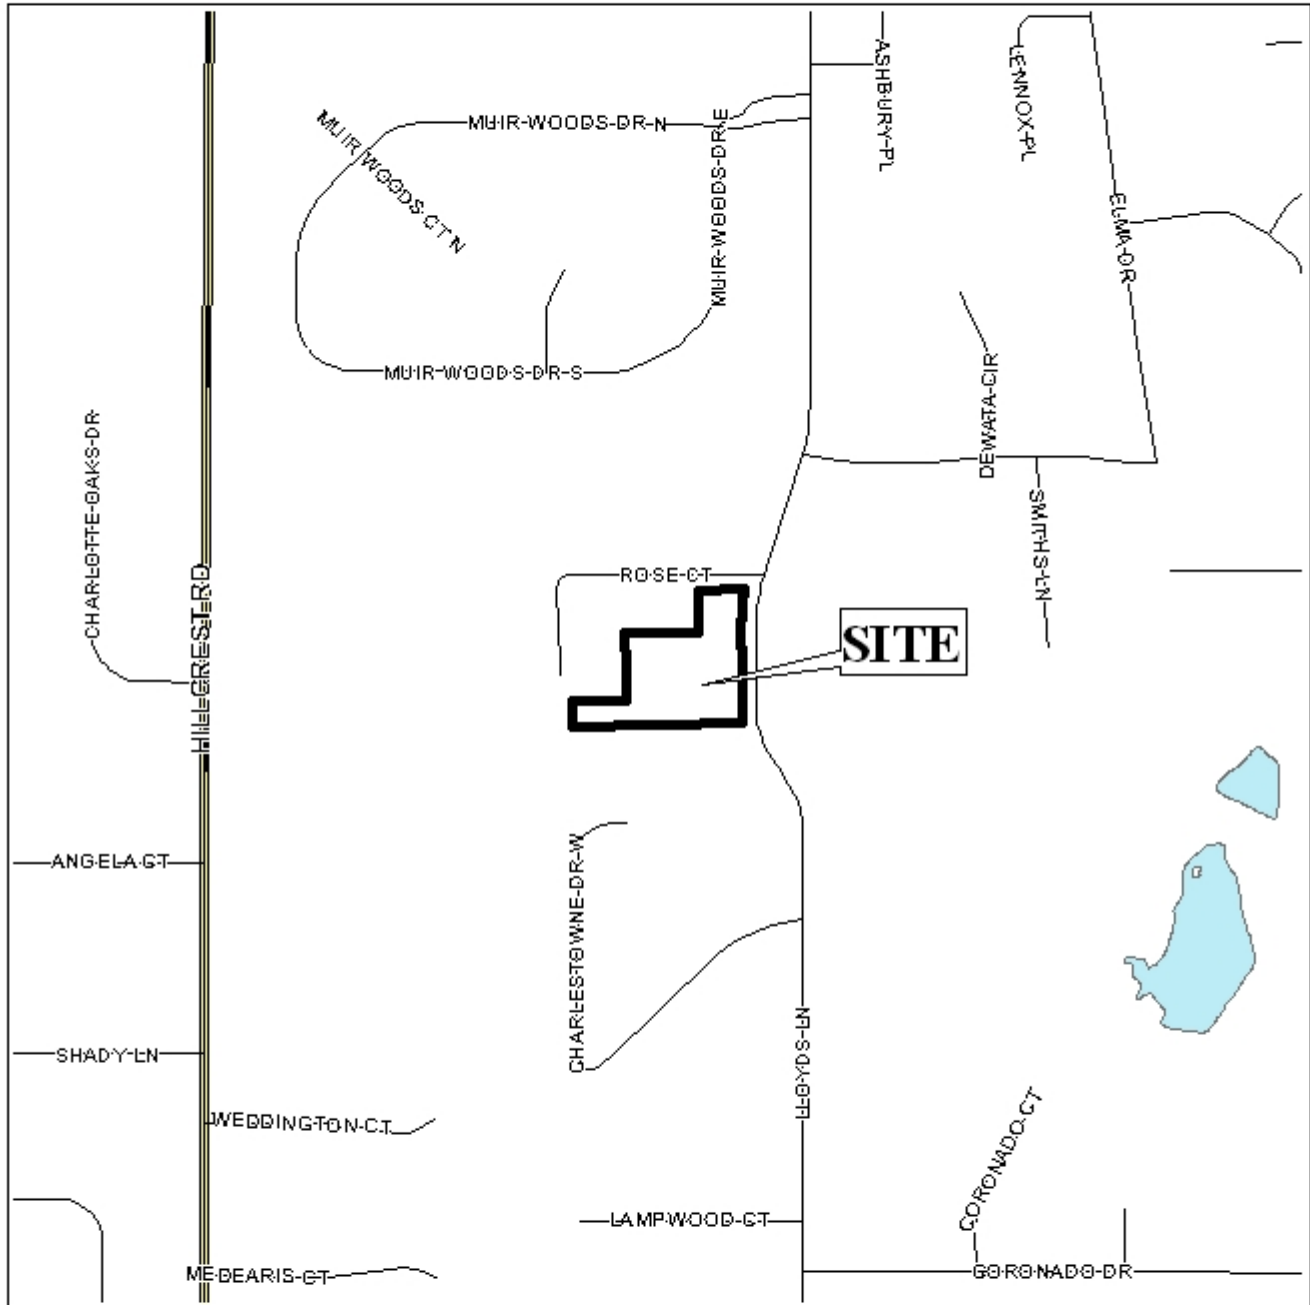 ASHBURY PL
LENNOX PL
MUIR WOODS DR N
MUIR WOODS CT N
MUIR WOODS DR E
ELMA DR
MUIR WOODS DR S
DEWATA CIR
CHARLOTTE OAKS DR
SMITHS LN
HILLCREST RD
ROSE CT
SITE
ANGELA CT
CHARLESTOWNE DR W
SHADY LN
LLOYDS LN
WEDDINGTON CT
CORONADO CT
LAMPWOOD CT
MEDEARIS CT
CORONADO DR